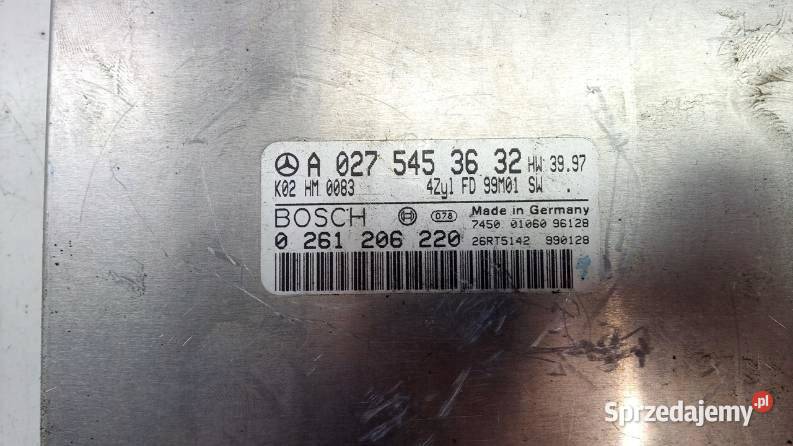 A 027 545 36 32 HW 39.97
K02 HM 0083 4Zyl FD 99M01 SW .
BOSCH 078 Made in Germany
7450 01060 96128
0 261 206 220 26RT5142 990128
Sprzedajemy.pl